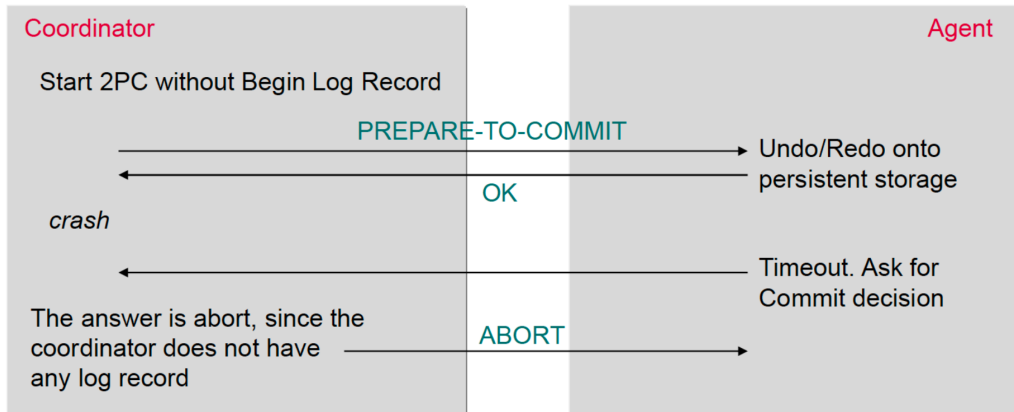 Coordinator
Agent
Start 2PC without Begin Log Record
PREPARE-TO-COMMIT
Undo/Redo onto
persistent storage
OK
crash
Timeout. Ask for
Commit decision
The answer is abort, since the
coordinator does not have
any log record
ABORT